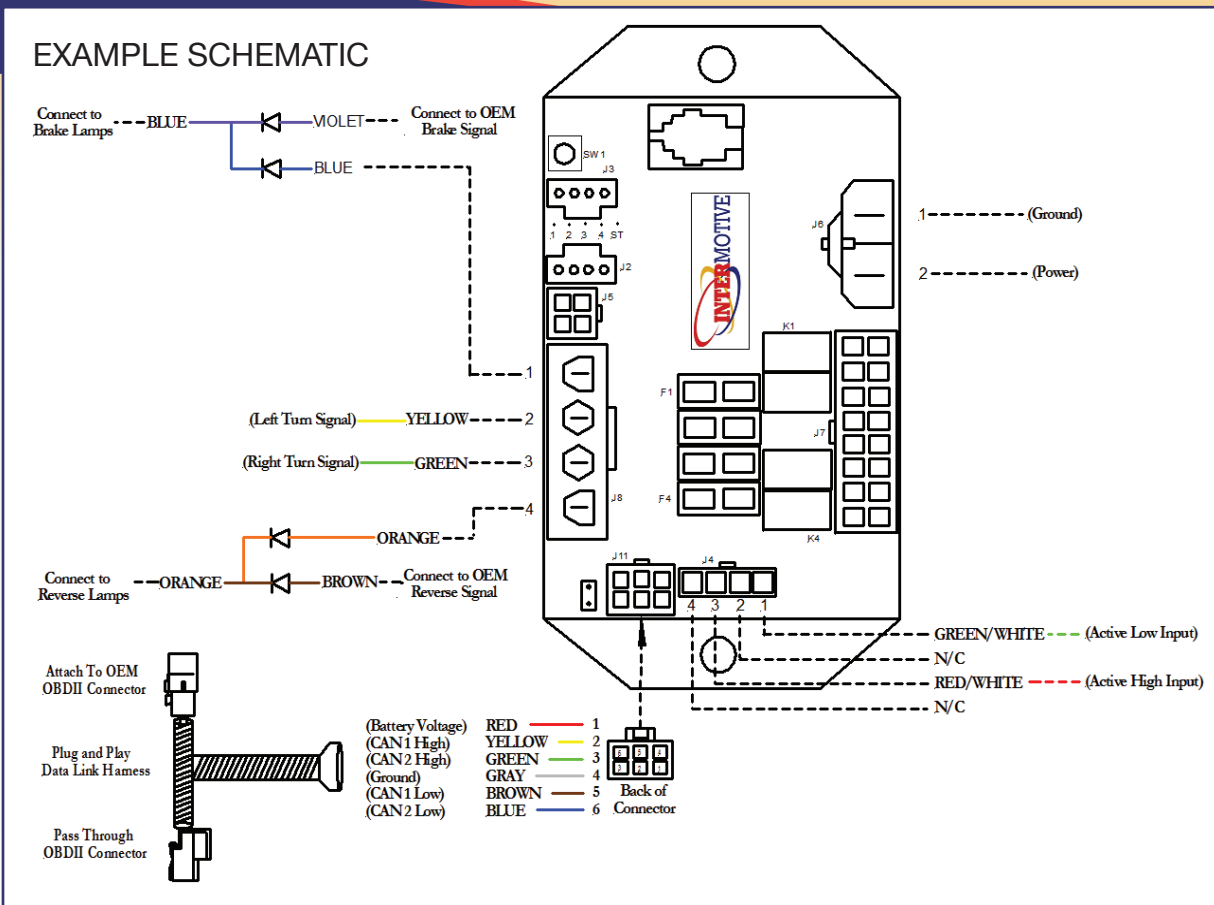 EXAMPLE SCHEMATIC
Connect to
Brake Lamps
BLUE
VIOLET
Connect to OEM
Brake Signal
BLUE
SW 1
J3
1 2 3 4 ST
J2
J5
INTERMOTIVE
J6
1
(Ground)
2
(Power)
K1
F1
J7
F4
K4
J8
1
(Left Turn Signal)
YELLOW
2
(Right Turn Signal)
GREEN
3
4
ORANGE
Connect to
Reverse Lamps
ORANGE
BROWN
Connect to OEM
Reverse Signal
J11
J4
4 3 2 1
GREEN/WHITE
(Active Low Input)
N/C
RED/WHITE
(Active High Input)
N/C
Attach To OEM
OBDII Connector
Plug and Play
Data Link Harness
Pass Through
OBDII Connector
(Battery Voltage) RED 1
(CAN 1 High) YELLOW 2
(CAN 2 High) GREEN 3
(Ground) GRAY 4
(CAN 1 Low) BROWN 5
(CAN 2 Low) BLUE 6
6 5 4
3 2 1
Back of
Connector